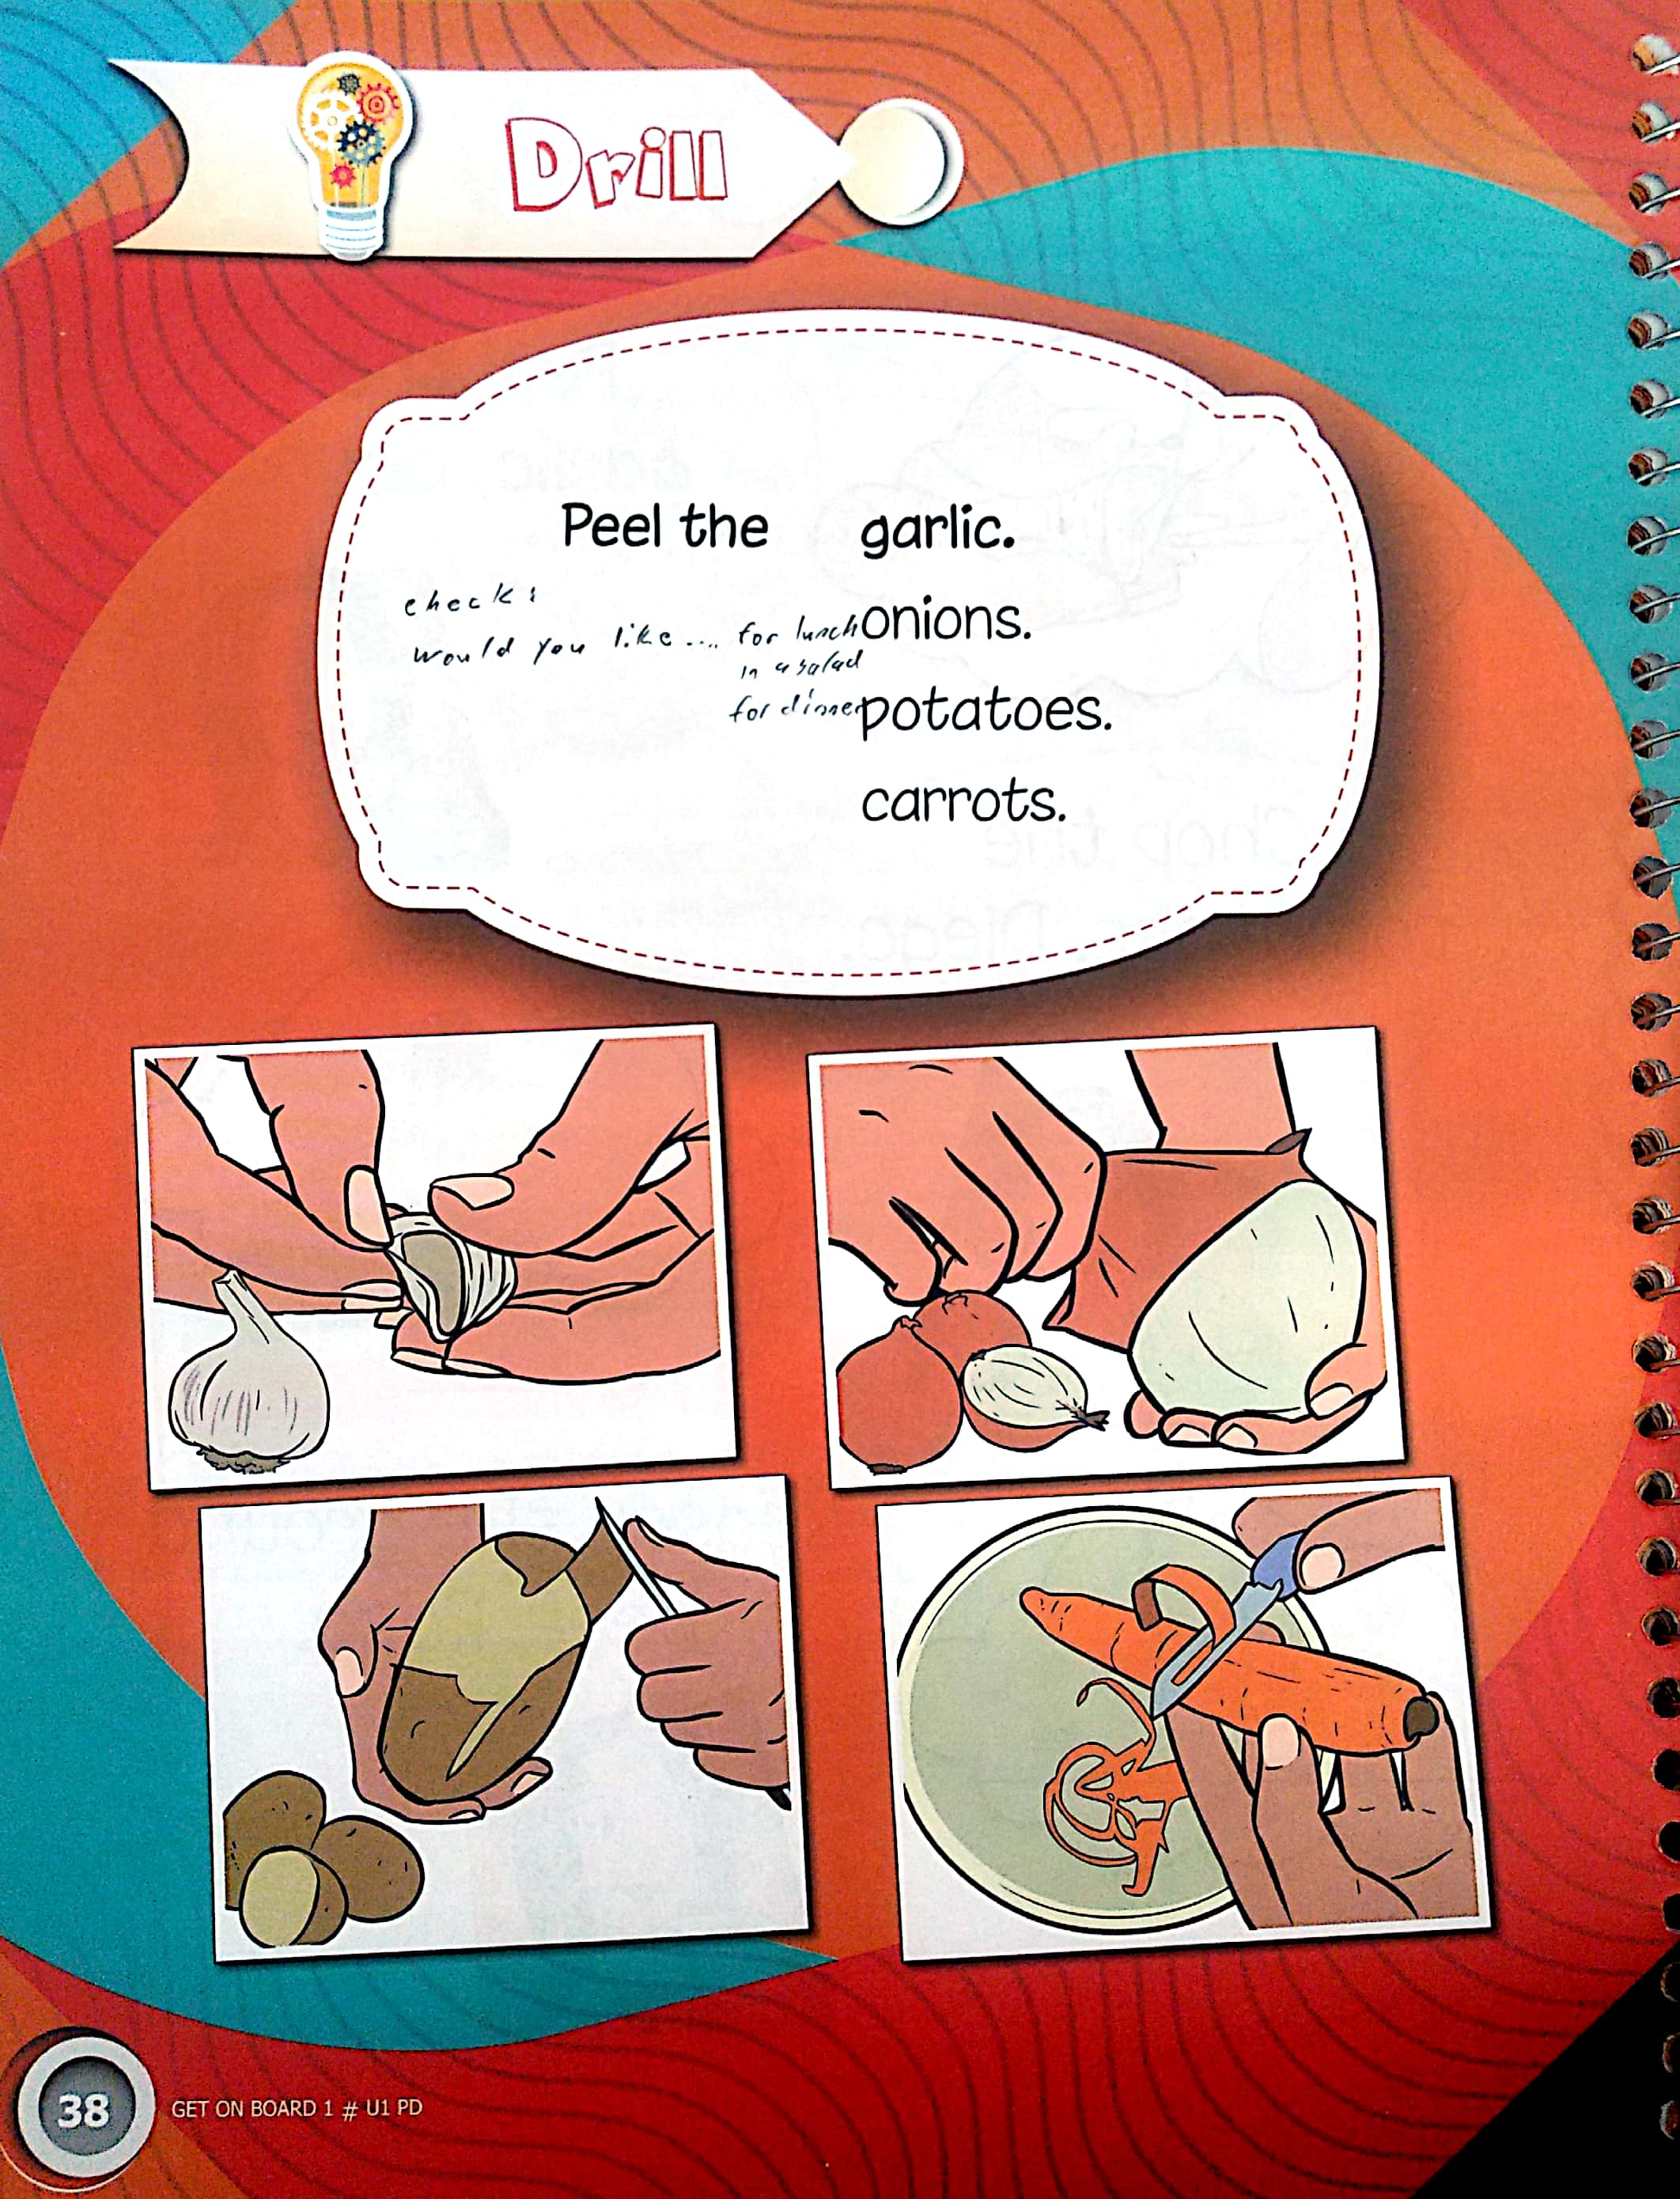 Drill
Peel the garlic.
check:
onions.
would you like .... for lunch
in a salad
for dinner
potatoes.
carrots.
38
GET ON BOARD 1 # U1 PD